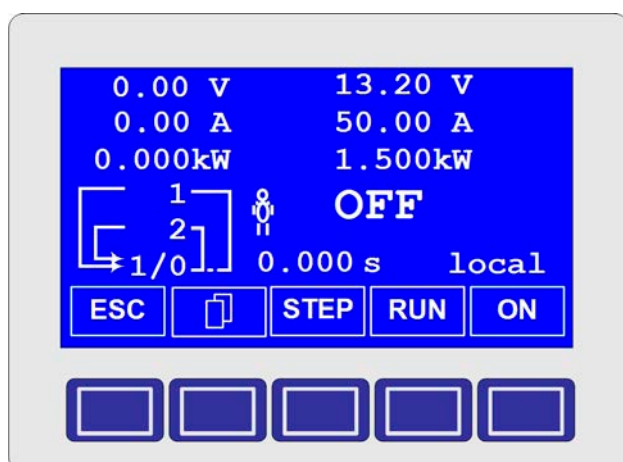 0.00 V 13.20 V
0.00 A 50.00 A
0.000kW 1.500kW
1 OFF
2
1/0 0.000 s local
ESC STEP RUN ON